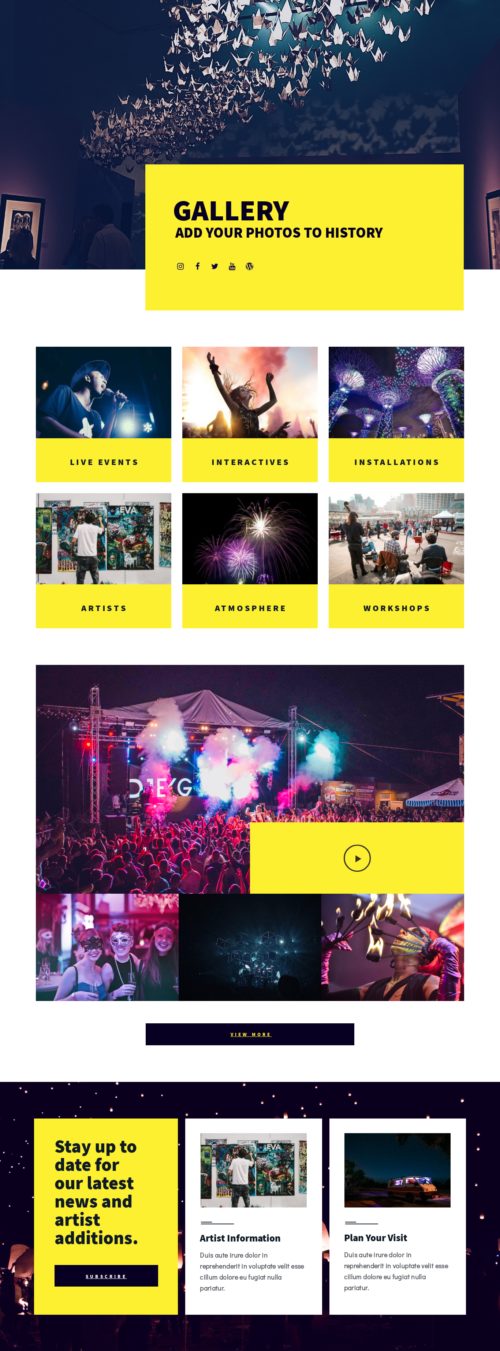 GALLERY
ADD YOUR PHOTOS TO HISTORY
LIVE EVENTS
INTERACTIVES
INSTALLATIONS
ARTISTS
ATMOSPHERE
WORKSHOPS
VIEW MORE
Stay up to
date for
our latest
news and
artist
additions.
SUBSCRIBE
Artist Information
Duis aute irure dolor in
reprehenderit in voluptate velit esse
cillum dolore eu fugiat nulla
pariatur.
Plan Your Visit
Duis aute irure dolor in
reprehenderit in voluptate velit esse
cillum dolore eu fugiat nulla
pariatur.